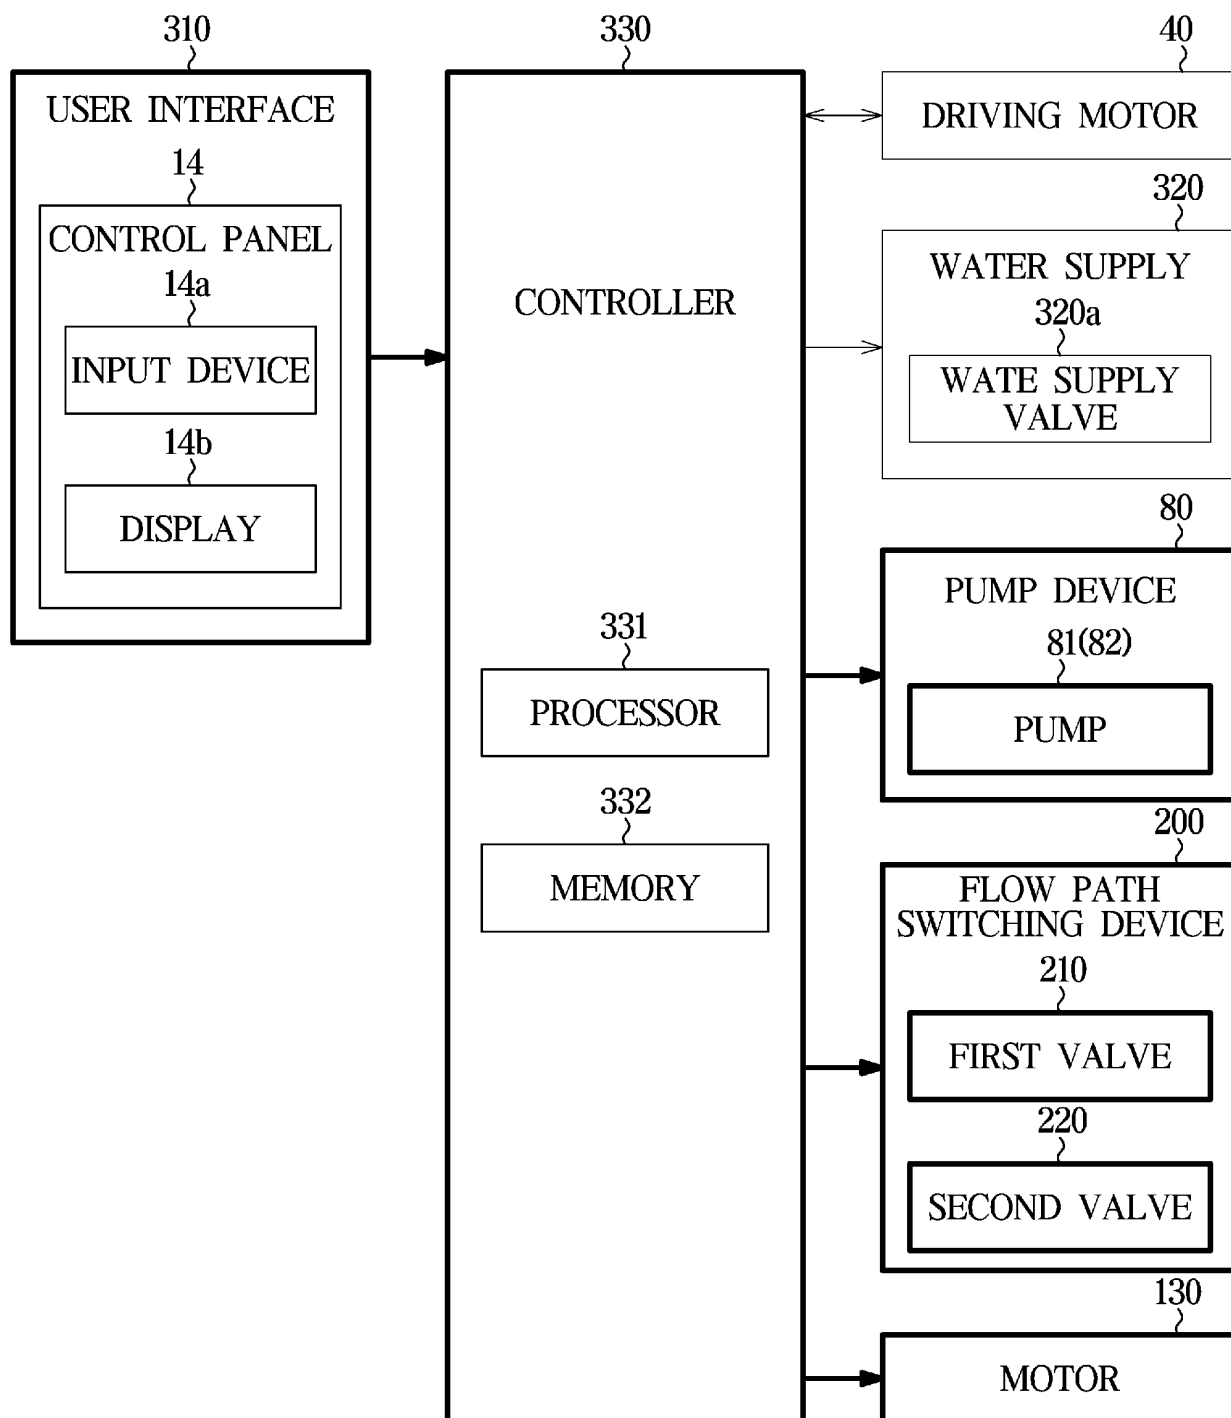 310
USER INTERFACE
14
CONTROL PANEL
14a
INPUT DEVICE
14b
DISPLAY
330
CONTROLLER
331
PROCESSOR
332
MEMORY
40
DRIVING MOTOR
320
WATER SUPPLY
320a
WATE SUPPLY
VALVE
80
PUMP DEVICE
81(82)
PUMP
200
FLOW PATH
SWITCHING DEVICE
210
FIRST VALVE
220
SECOND VALVE
130
MOTOR